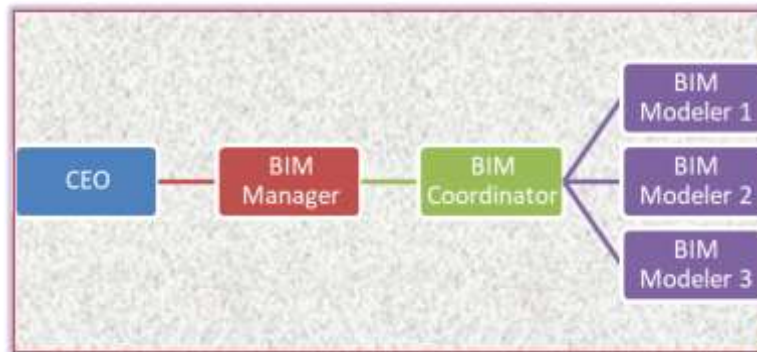 CEO
BIM
Manager
BIM
Coordinator
BIM
Modeler 1
BIM
Modeler 2
BIM
Modeler 3